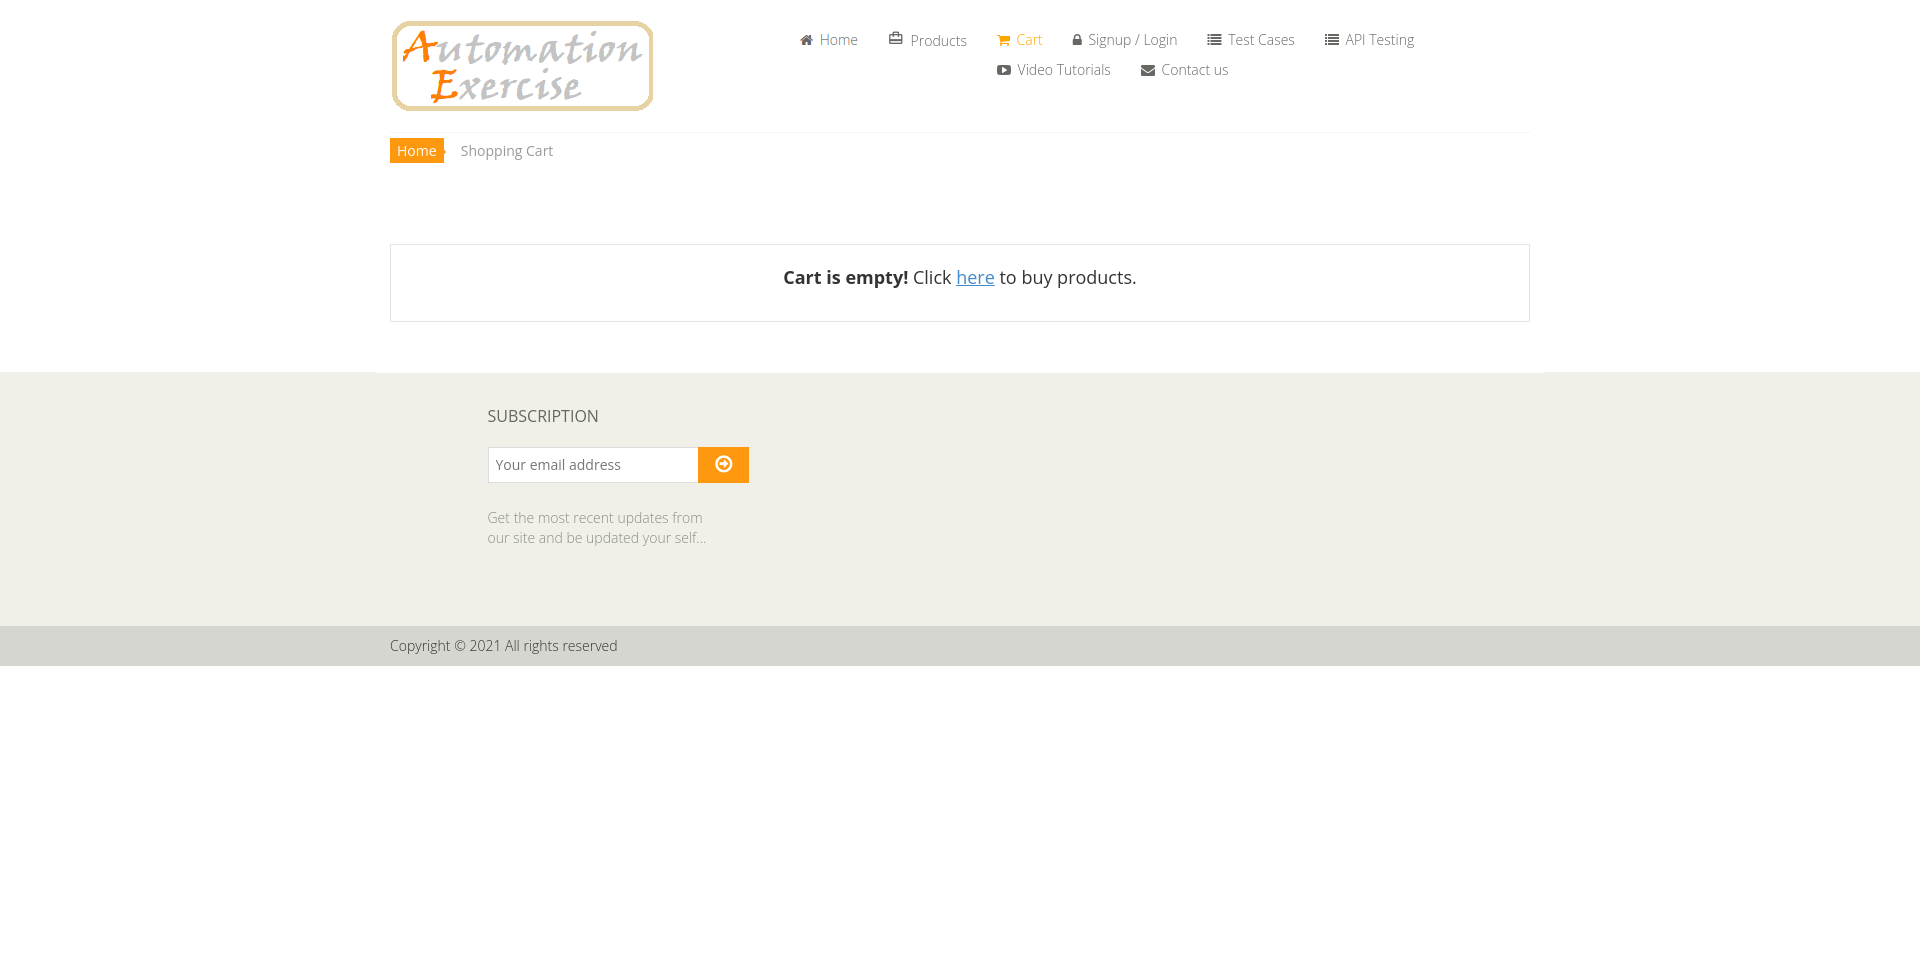 Automation
Exercise
Home
Products
Cart
Signup / Login
Test Cases
API Testing
Video Tutorials
Contact us
Home
Shopping Cart
Cart is empty! Click here to buy products.
SUBSCRIPTION
Your email address
Get the most recent updates from
our site and be updated your self...
Copyright © 2021 All rights reserved